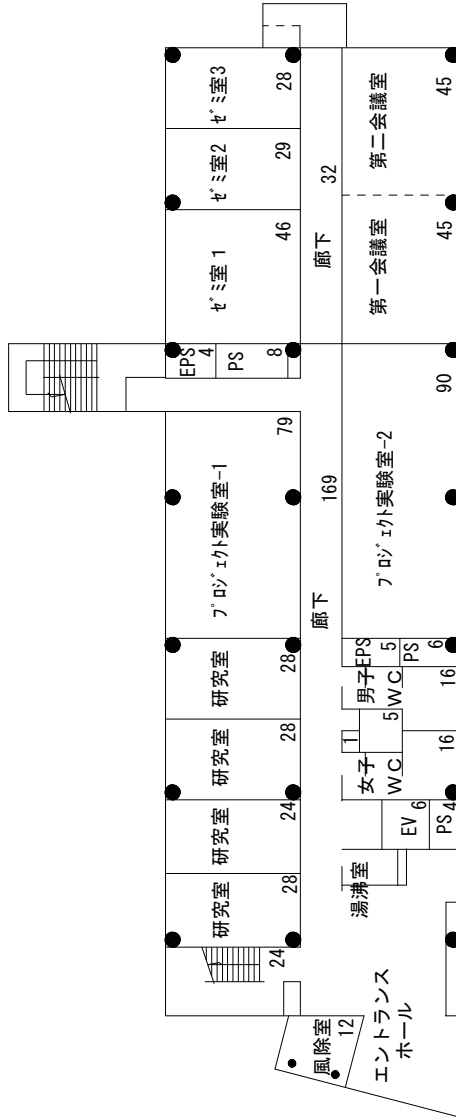 ｾﾞﾐ室3
28
ｾﾞﾐ室2
29
ｾﾞﾐ室 1
46
廊下
32
第二会議室
45
第一会議室
45
EPS
4
PS
8
ﾌﾟﾛｼﾞｪｸﾄ実験室-1
79
廊下
169
ﾌﾟﾛｼﾞｪｸﾄ実験室-2
90
研究室
28
研究室
28
研究室
24
研究室
28
EPS
5
PS
6
男子
WC
16
5
1
女子
WC
16
EV
6
PS
4
湯沸室
24
風除室
12
エントランス
ホール